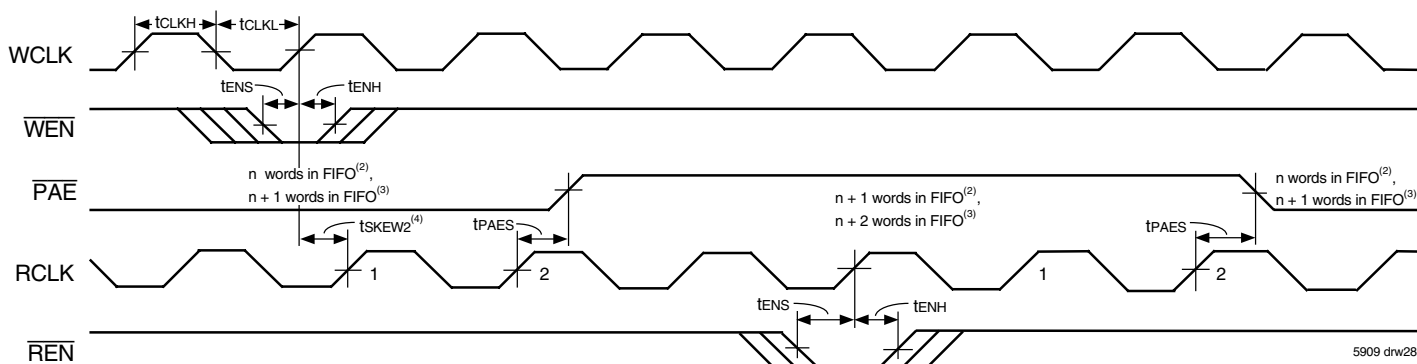 tCLKH
tCLKL
WCLK
tENS
tENH
WEN
n words in FIFO(2),
n + 1 words in FIFO(3)
PAE
n + 1 words in FIFO(2),
n + 2 words in FIFO(3)
n words in FIFO(2),
n + 1 words in FIFO(3)
tSKEW2(4)
tPAES
tPAES
RCLK
1
2
1
2
tENS
tENH
REN
5909 drw28